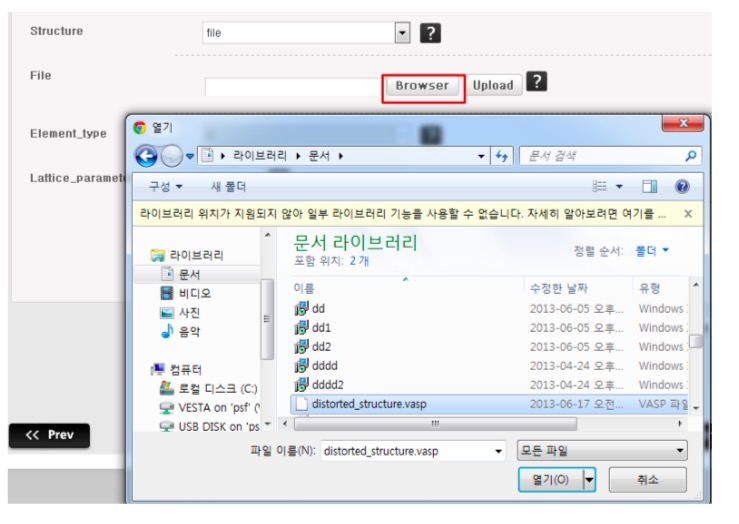 Structure
file
?
File
Browser
Upload
?
Element_type
Lattice_paramet
열기
라이브러리 ▸ 문서 ▸
문서 검색
구성
새 폴더
라이브러리 위치가 지원되지 않아 일부 라이브러리 기능을 사용할 수 없습니다. 자세히 알아보려면 여기를 ...
x
라이브러리
문서
비디오
사진
음악
컴퓨터
로컬 디스크 (C:)
VESTA on 'psf' ('
USB DISK on 'ps
문서 라이브러리
포함 위치: 2 개
정렬 순서: 폴더
이름 수정한 날짜 유형
dd 2013-06-05 오후... Windows
dd1 2013-06-05 오후... Windows
dd2 2013-06-05 오후... Windows
dddd 2013-04-24 오후... Windows
dddd2 2013-04-24 오후... Windows
distorted_structure.vasp 2013-06-17 오전... VASP 파일
<< Prev
파일 이름(N): distorted_structure.vasp
모든 파일
열기(O)
취소